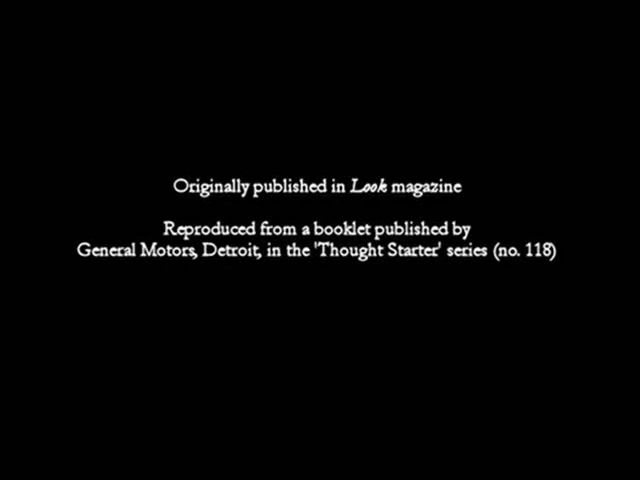 Originally published in Look magazine
Reproduced from a booklet published by
General Motors, Detroit, in the 'Thought Starter' series (no. 118)